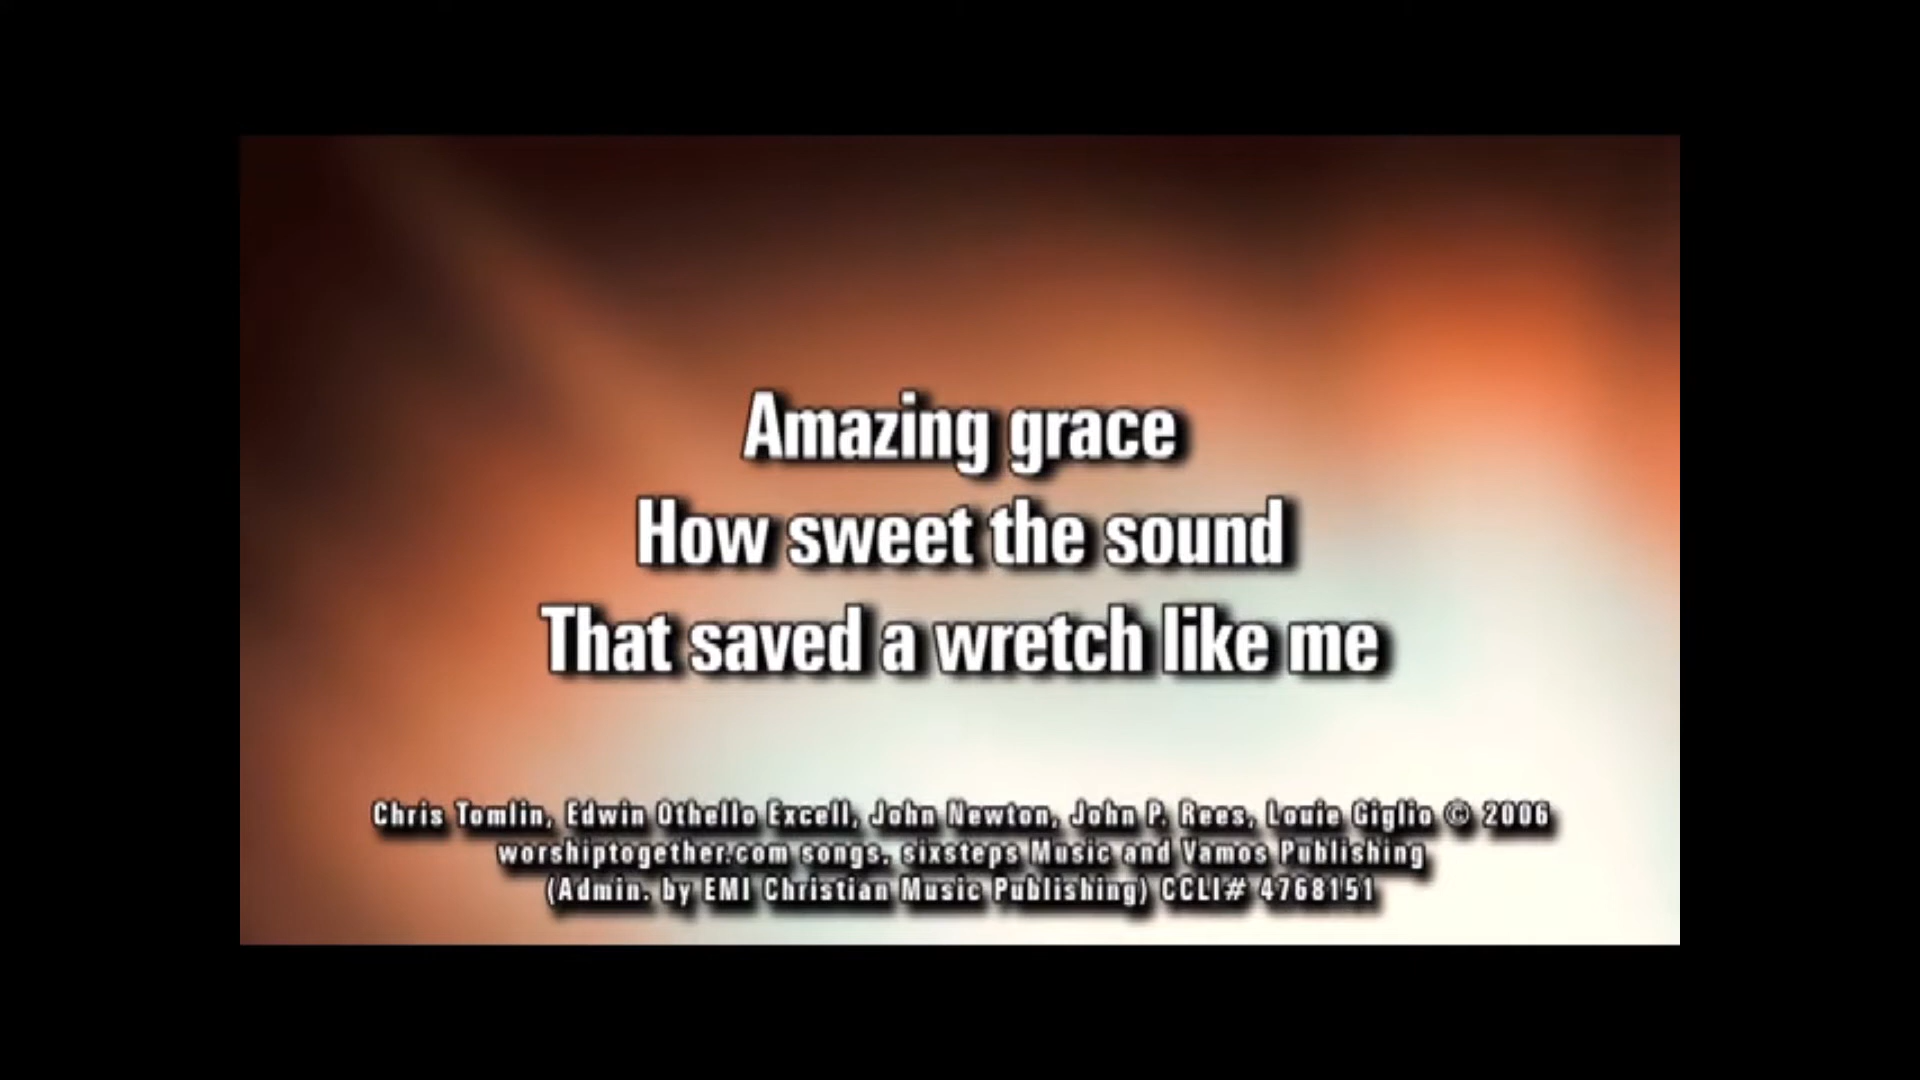 Amazing grace
How sweet the sound
That saved a wretch like me
Chris Tomlin, Edwin Othello Excell, John Newton, John P. Rees, Louie Giglio © 2006
worshiptogether.com songs, sixsteps Music and Vamos Publishing
(Admin. by EMI Christian Music Publishing) CCLI# 4768151